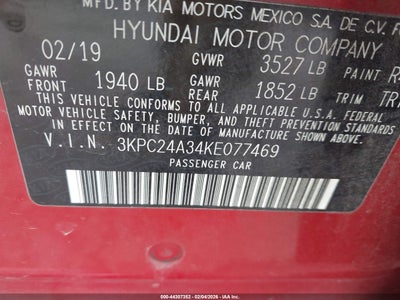 BY KIA MOTORS MEXICO S.A. DE C.V.
HYUNDAI MOTOR COMPANY
02/19 GVWR 3527 LB PAINT
GAWR FRONT 1940 LB GAWR REAR 1852 LB TRIM
THIS VEHICLE CONFORMS TO ALL APPLICABLE U.S.A. FEDERAL
MOTOR VEHICLE SAFETY, BUMPER, AND THEFT PREVENTION STANDARDS
IN EFFECT ON THE DATE OF MANUFACTURE SHOWN ABOVE.
V.I.N. 3KPC24A34KE077469
PASSENGER CAR
000-44307352 - 02/04/2026 - IAA Holdings, LLC